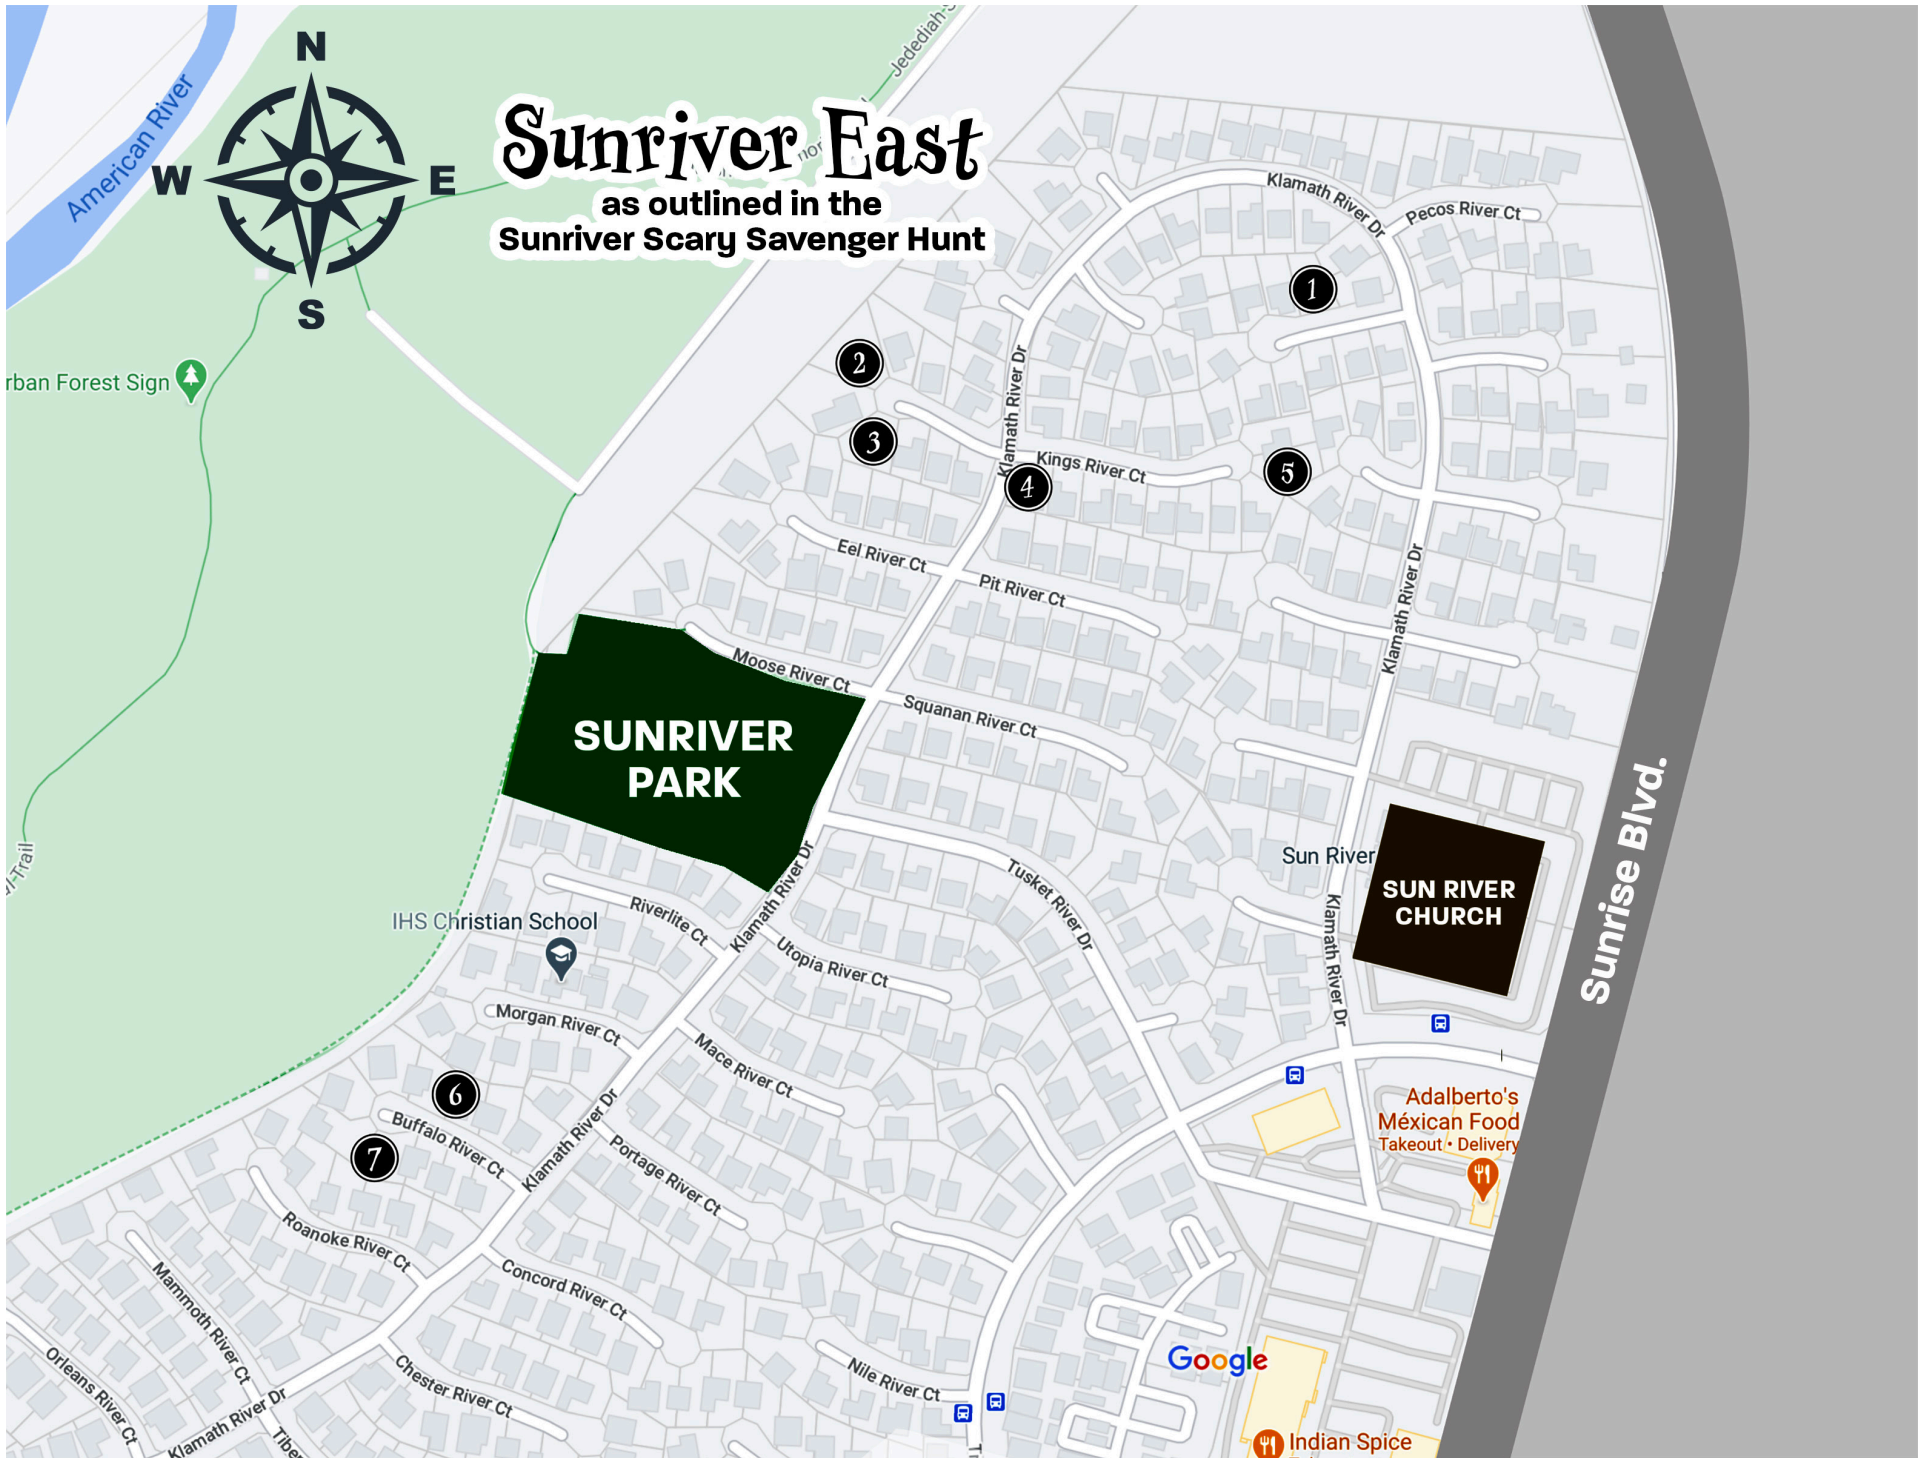 N
W
E
S
American River
Jedediah S
Sunriver East
as outlined in the
Sunriver Scary Savenger Hunt
Klamath River Dr
Pecos River Ct
1
2
rban Forest Sign
Klamath River Dr
3
Kings River Ct
4
5
Eel River Ct
Pit River Ct
Klamath River Dr
Moose River Ct
Squanan River Ct
SUNRIVER
PARK
Sunrise Blvd.
Trail
Klamath River Dr
Tusket River Dr
Sun River
SUN RIVER
CHURCH
IHS Christian School
Riverlite Ct
Utopia River Ct
Klamath River Dr
Morgan River Ct
Mace River Ct
6
Buffalo River Ct
7
Klamath River Dr
Portage River Ct
Adalberto's
Méxican Food
Takeout • Delivery
Roanoke River Ct
Concord River Ct
Mammoth River Ct
Orleans River Ct
Chester River Ct
Nile River Ct
Google
Klamath River Dr
Tiber
Indian Spice